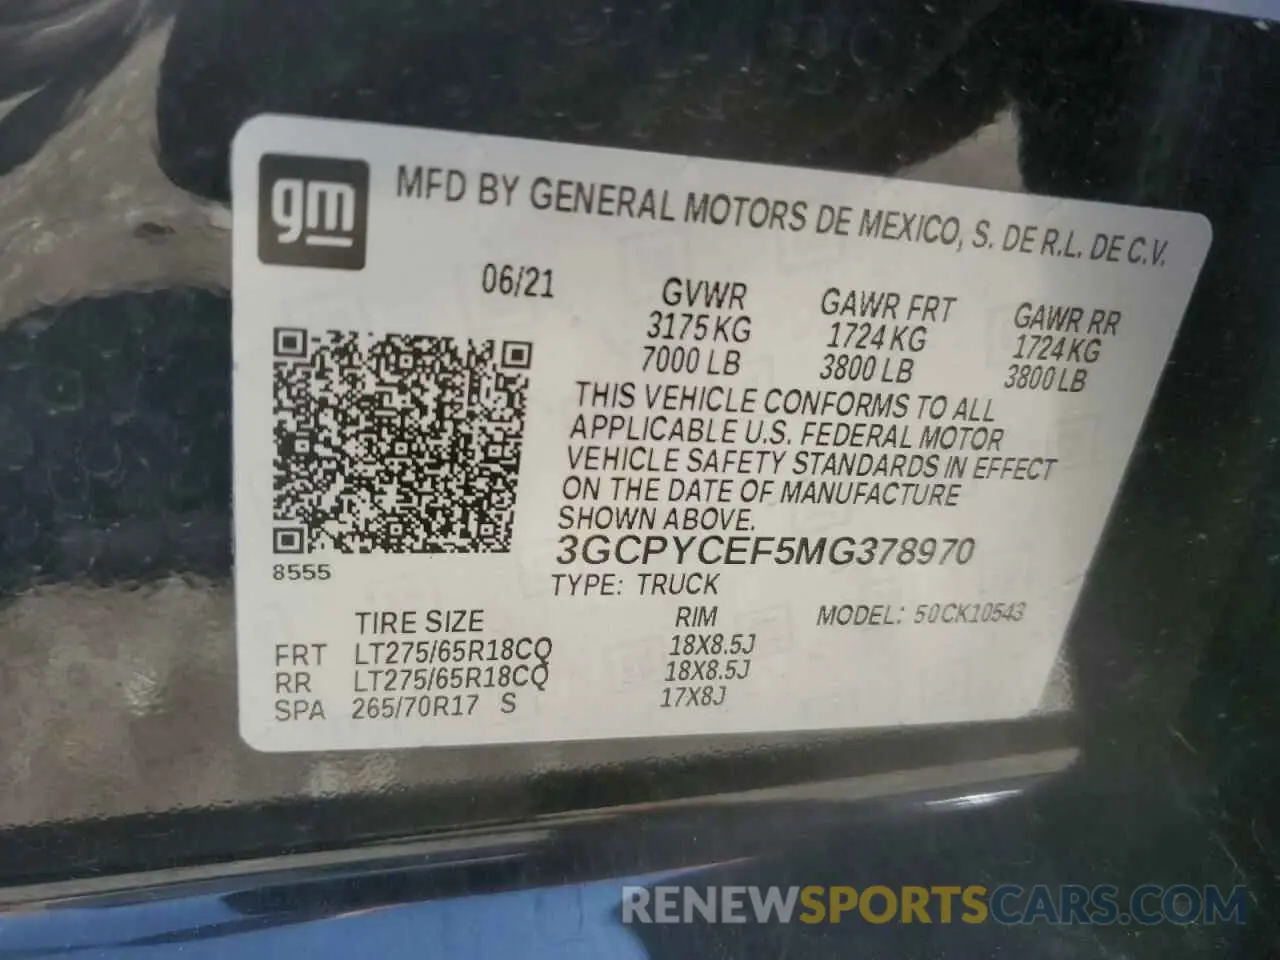 gm
MFD BY GENERAL MOTORS DE MEXICO, S. DE R.L. DE C.V.
06/21
GVWR GAWR FRT GAWR RR
3175 KG 1724 KG 1724 KG
7000 LB 3800 LB 3800 LB
THIS VEHICLE CONFORMS TO ALL
APPLICABLE U.S. FEDERAL MOTOR
VEHICLE SAFETY STANDARDS IN EFFECT
ON THE DATE OF MANUFACTURE
SHOWN ABOVE.
3GCPYCEF5MG378970
8555
TYPE: TRUCK
TIRE SIZE RIM MODEL: 50CK10543
FRT LT275/65R18CQ 18X8.5J
RR LT275/65R18CQ 18X8.5J
SPA 265/70R17 S 17X8J
RENEWSPORTSCARS.COM